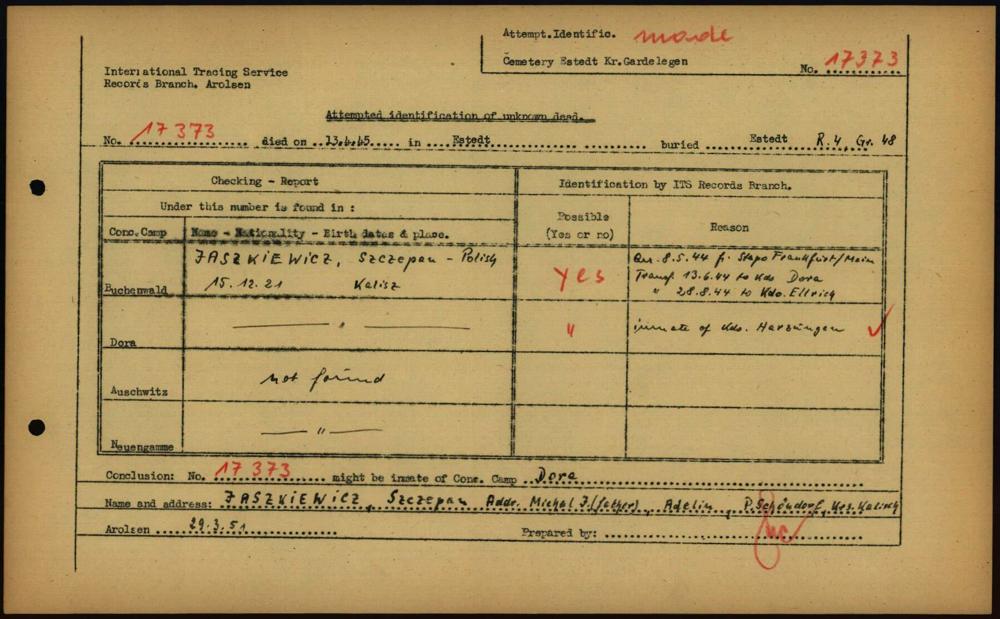 Attempt.Identific. made
Cemetery Estedt Kr.Gardelegen
No. 17373
International Tracing Service
Records Branch. Arolsen
Attempted identification of unknown dead.
No. 17373 died on 13.4.45 in Estedt buried Estedt R.4, Gr. 48
Checking - Report
Identification by ITS Records Branch.
Under this number is found in :
Possible
(Yes or no)
Reason
Conc.Camp
Name - Nationality - Birth dates & place.
Buchenwald
JASZKIEWICZ, Szczepan - Polish
15.12.21 Kalisz
yes
arr. 8.5.44 fr. Stapo Frankfurt/Main
Transf. 13.6.44 to Kdo Dora
" 28.8.44 to Kdo. Ellrich
Dora
— " —
"
inmate of Kdo. Harzungen ✓
Auschwitz
not found
Neuengamme
— " —
Conclusion: No. 17373 might be inmate of Conc. Camp Dora
Name and address: JASZKIEWICZ, Szczepan Addr. Michal J. (father), Adelin, P. Schöndorf, Krs. Kalisch
Arolsen 29.3.51
Prepared by: